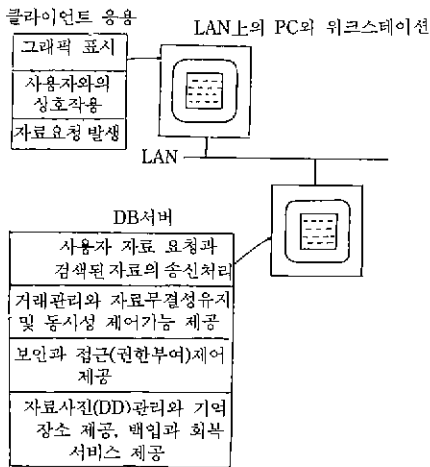 클라이언트 응용
그래픽 표시
사용자와의
상호작용
자료요청 발생
LAN上의 PC와 워크스테이션
LAN
DB서버
사용자 자료 요청과
검색된 자료의 송신처리
거래관리와 자료무결성유지
및 동시성 제어기능 제공
보안과 접근(권한부여)제어
제공
자료사진(DD)관리와 기억
장소 제공, 백업과 회복
서비스 제공